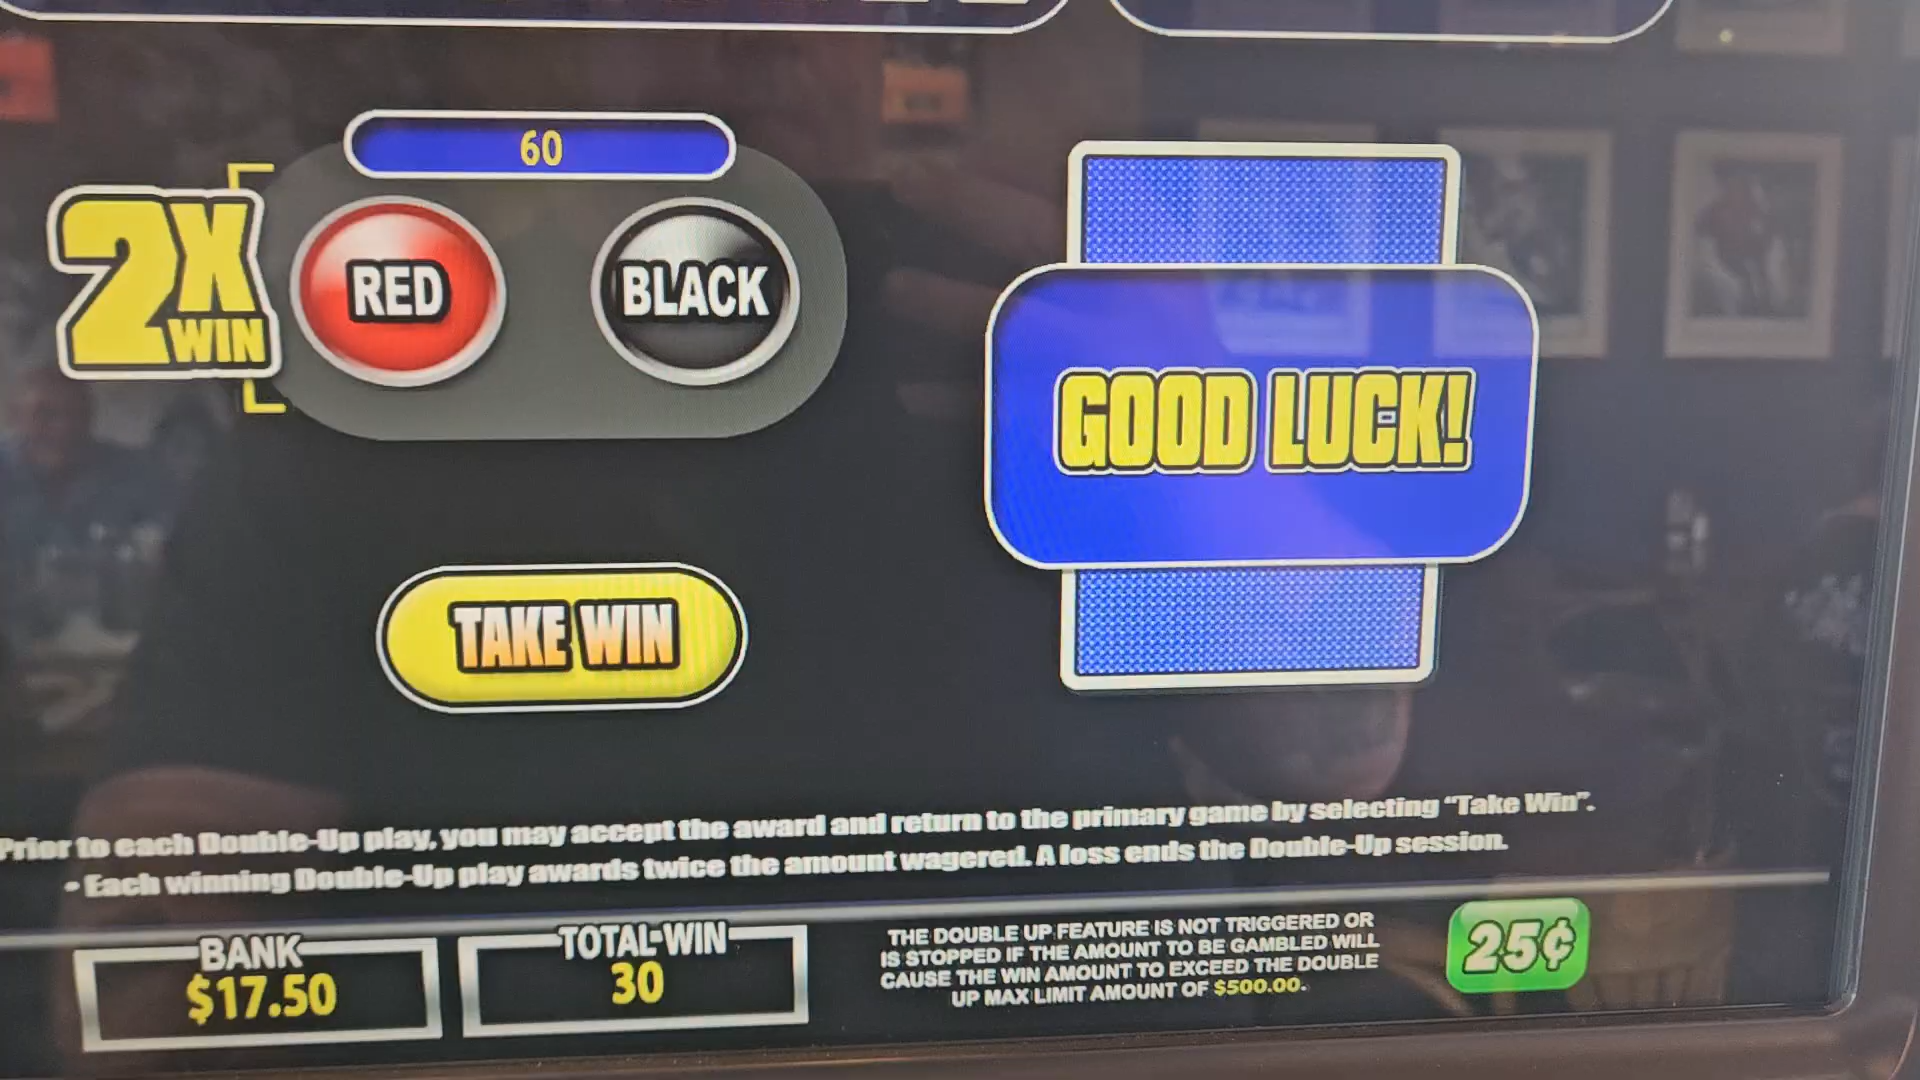 60
2X
WIN
RED
BLACK
GOOD LUCK!
TAKE WIN
Prior to each Double-Up play, you may accept the award and return to the primary game by selecting “Take Win”.
• Each winning Double-Up play awards twice the amount wagered. A loss ends the Double-Up session.
BANK
$17.50
TOTAL WIN
30
THE DOUBLE UP FEATURE IS NOT TRIGGERED OR
IS STOPPED IF THE AMOUNT TO BE GAMBLED WILL
CAUSE THE WIN AMOUNT TO EXCEED THE DOUBLE
UP MAX LIMIT AMOUNT OF $500.00.
25¢